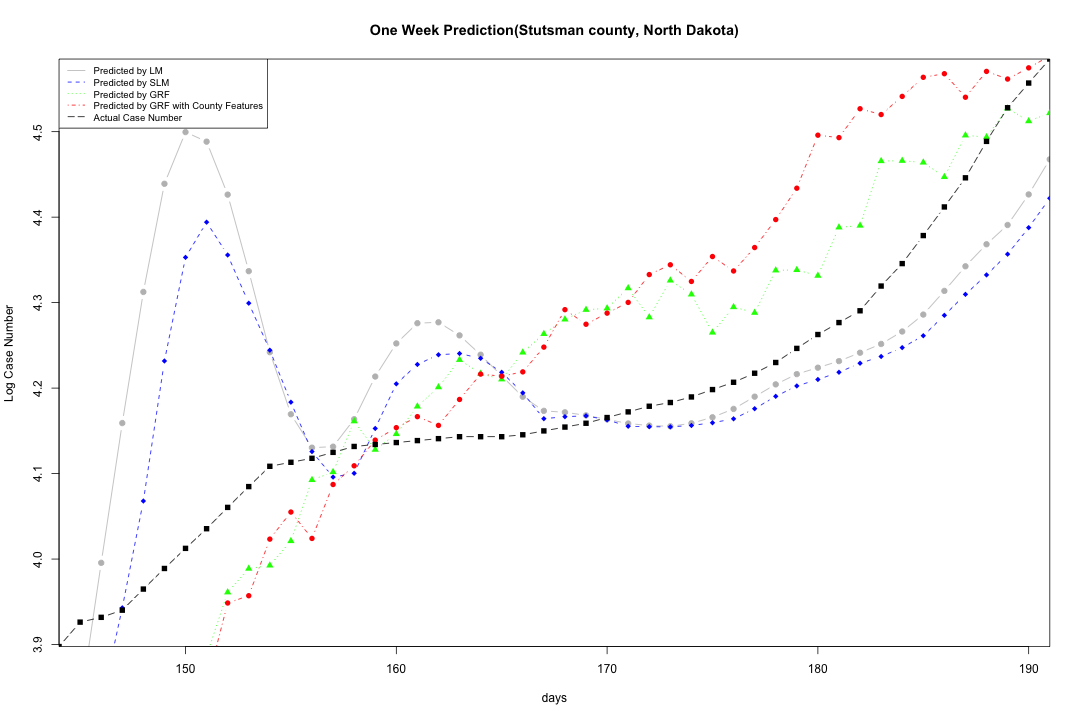 One Week Prediction(Stutsman county, North Dakota)
Predicted by LM
Predicted by SLM
Predicted by GRF
Predicted by GRF with County Features
Actual Case Number
Log Case Number
4.5
4.4
4.3
4.2
4.1
4.0
3.9
150 160 170 180 190
days